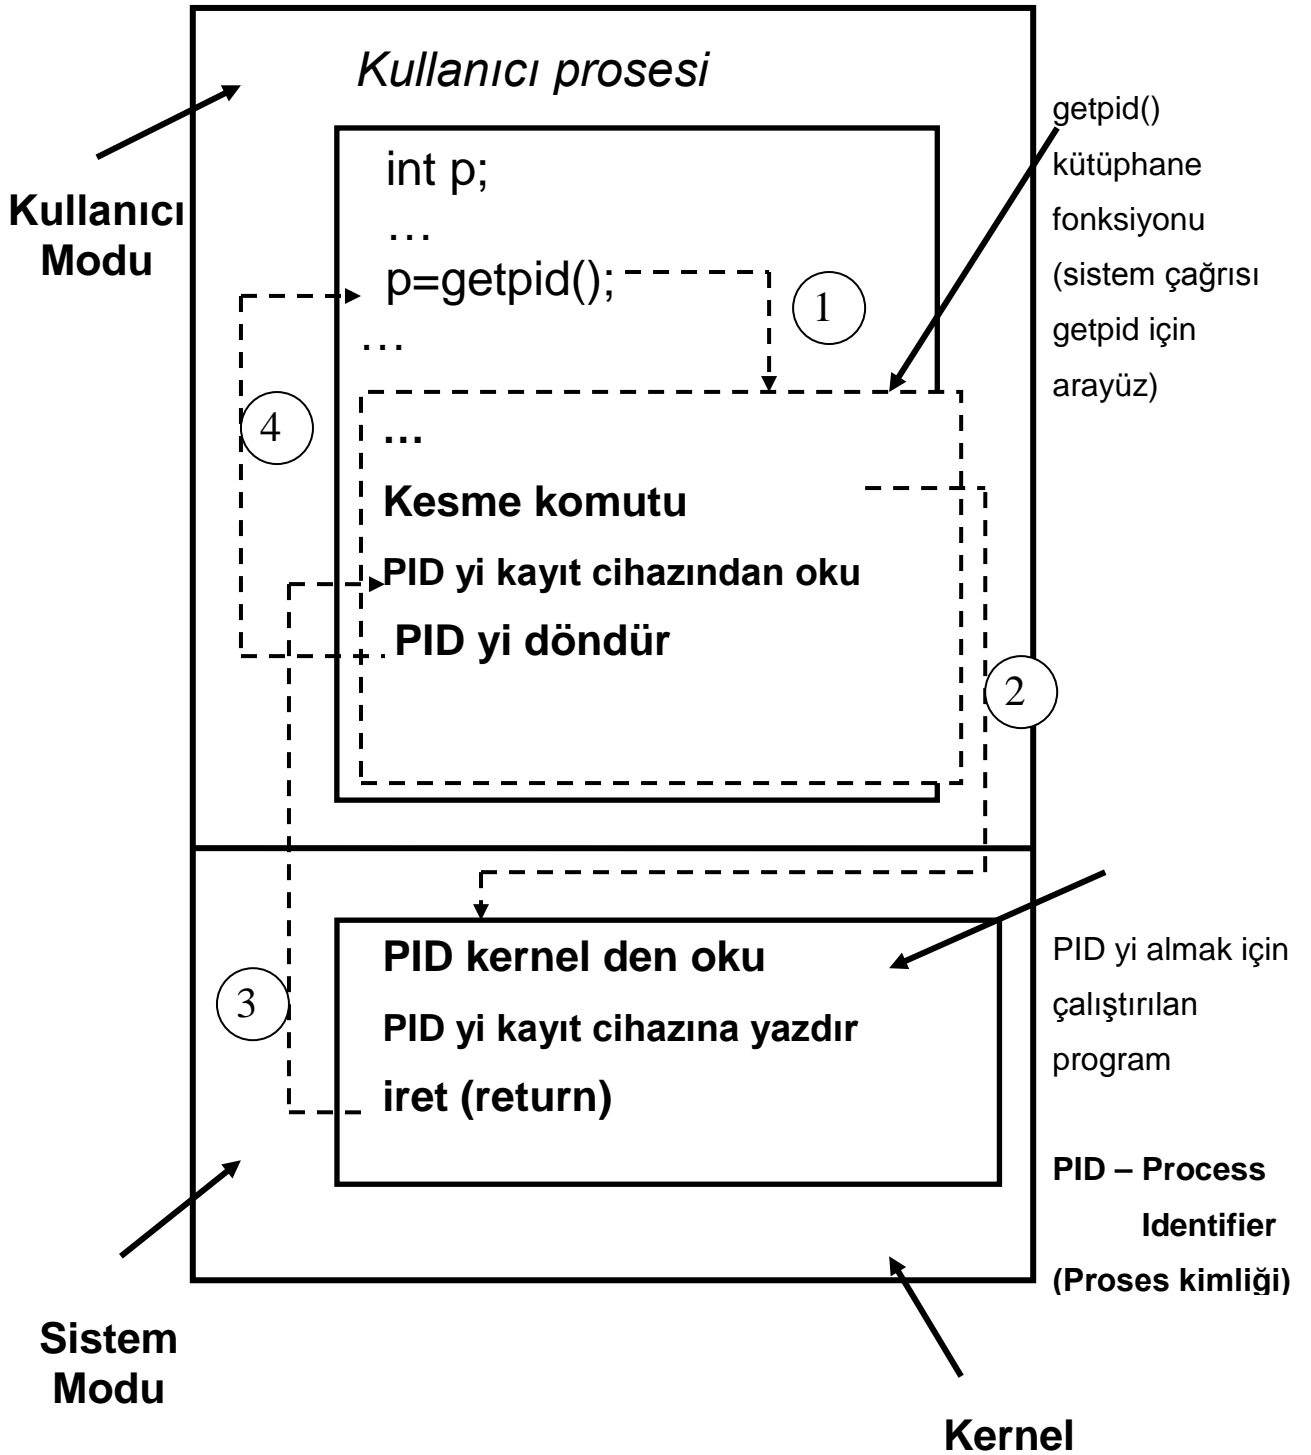 Kullanıcı prosesi
Kullanıcı
Modu
int p;
…
p=getpid();
…
1
getpid()
kütüphane
fonksiyonu
(sistem çağrısı
getpid için
arayüz)
4
…
Kesme komutu
PID yi kayıt cihazından oku
PID yi döndür
2
PID kernel den oku
PID yi kayıt cihazına yazdır
iret (return)
3
PID yi almak için
çalıştırılan
program
PID – Process
Identifier
(Proses kimliği)
Sistem
Modu
Kernel